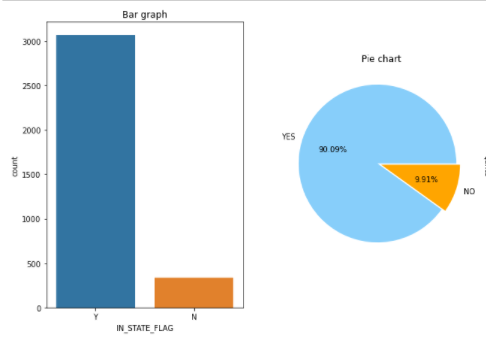 Bar graph
3000
2500
2000
1500
1000
500
0
count
Y
N
IN_STATE_FLAG
Pie chart
YES
90.09%
9.91%
NO